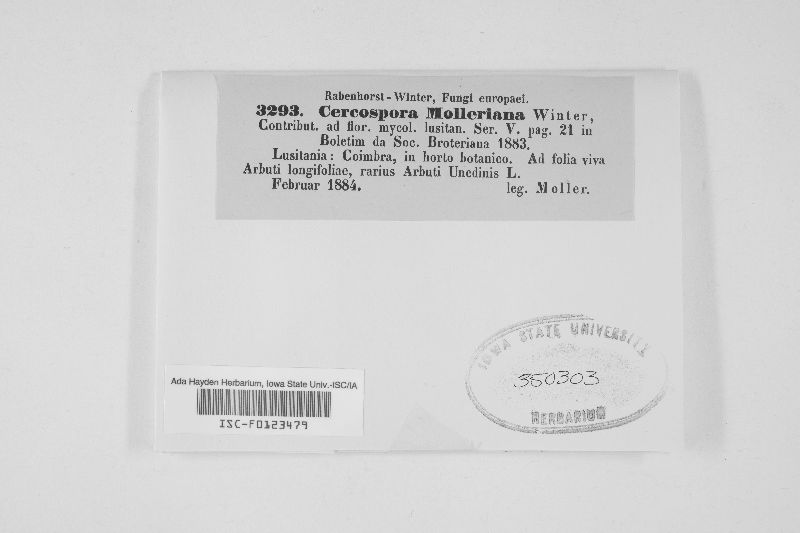 Rabenhorst-Winter, Fungi europaei.
3293. Cercospora Molleriana Winter,
Contribut. ad flor. mycol. lusitan. Ser. V. pag. 21 in
Boletim da Soc. Broteriana 1883.
Lusitania: Coimbra, in horto botanico. Ad folia viva
Arbuti longifoliae, rarius Arbuti Unedinis L.
Februar 1884. leg. Moller.
IOWA STATE UNIVERSITY
350303
HERBARIUM
Ada Hayden Herbarium, Iowa State Univ.-ISC/IA
ISC-F0123479